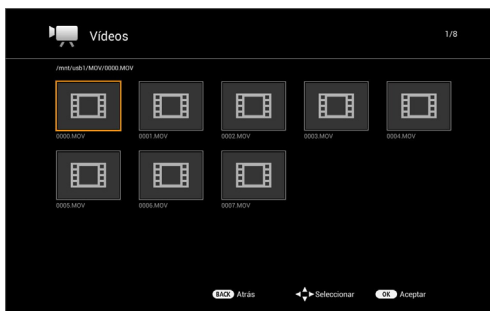 Vídeos
1/8
/mnt/usb1/MOV/0000.MOV
0000.MOV 0001.MOV 0002.MOV 0003.MOV 0004.MOV
0005.MOV 0006.MOV 0007.MOV
BACK Atrás Seleccionar OK Aceptar